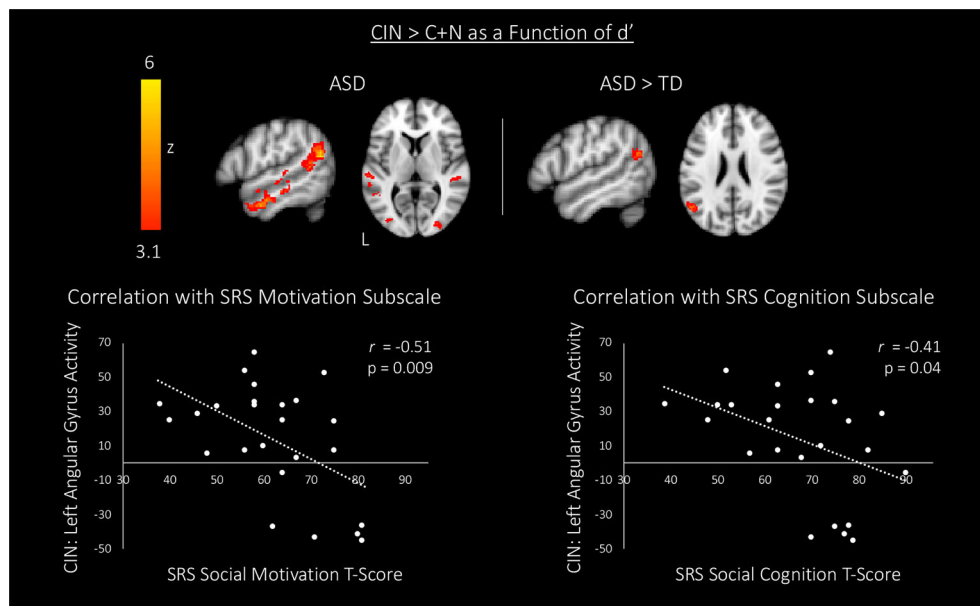 CIN > C+N as a Function of d’
6
z
3.1
ASD
ASD > TD
L
Correlation with SRS Motivation Subscale
CIN: Left Angular Gyrus Activity
70
50
30
10
-10
-30
-50
30 40 50 60 70 80 90
r = -0.51
p = 0.009
SRS Social Motivation T-Score
Correlation with SRS Cognition Subscale
CIN: Left Angular Gyrus Activity
70
50
30
10
-10
-30
-50
30 40 50 60 70 80 90
r = -0.41
p = 0.04
SRS Social Cognition T-Score